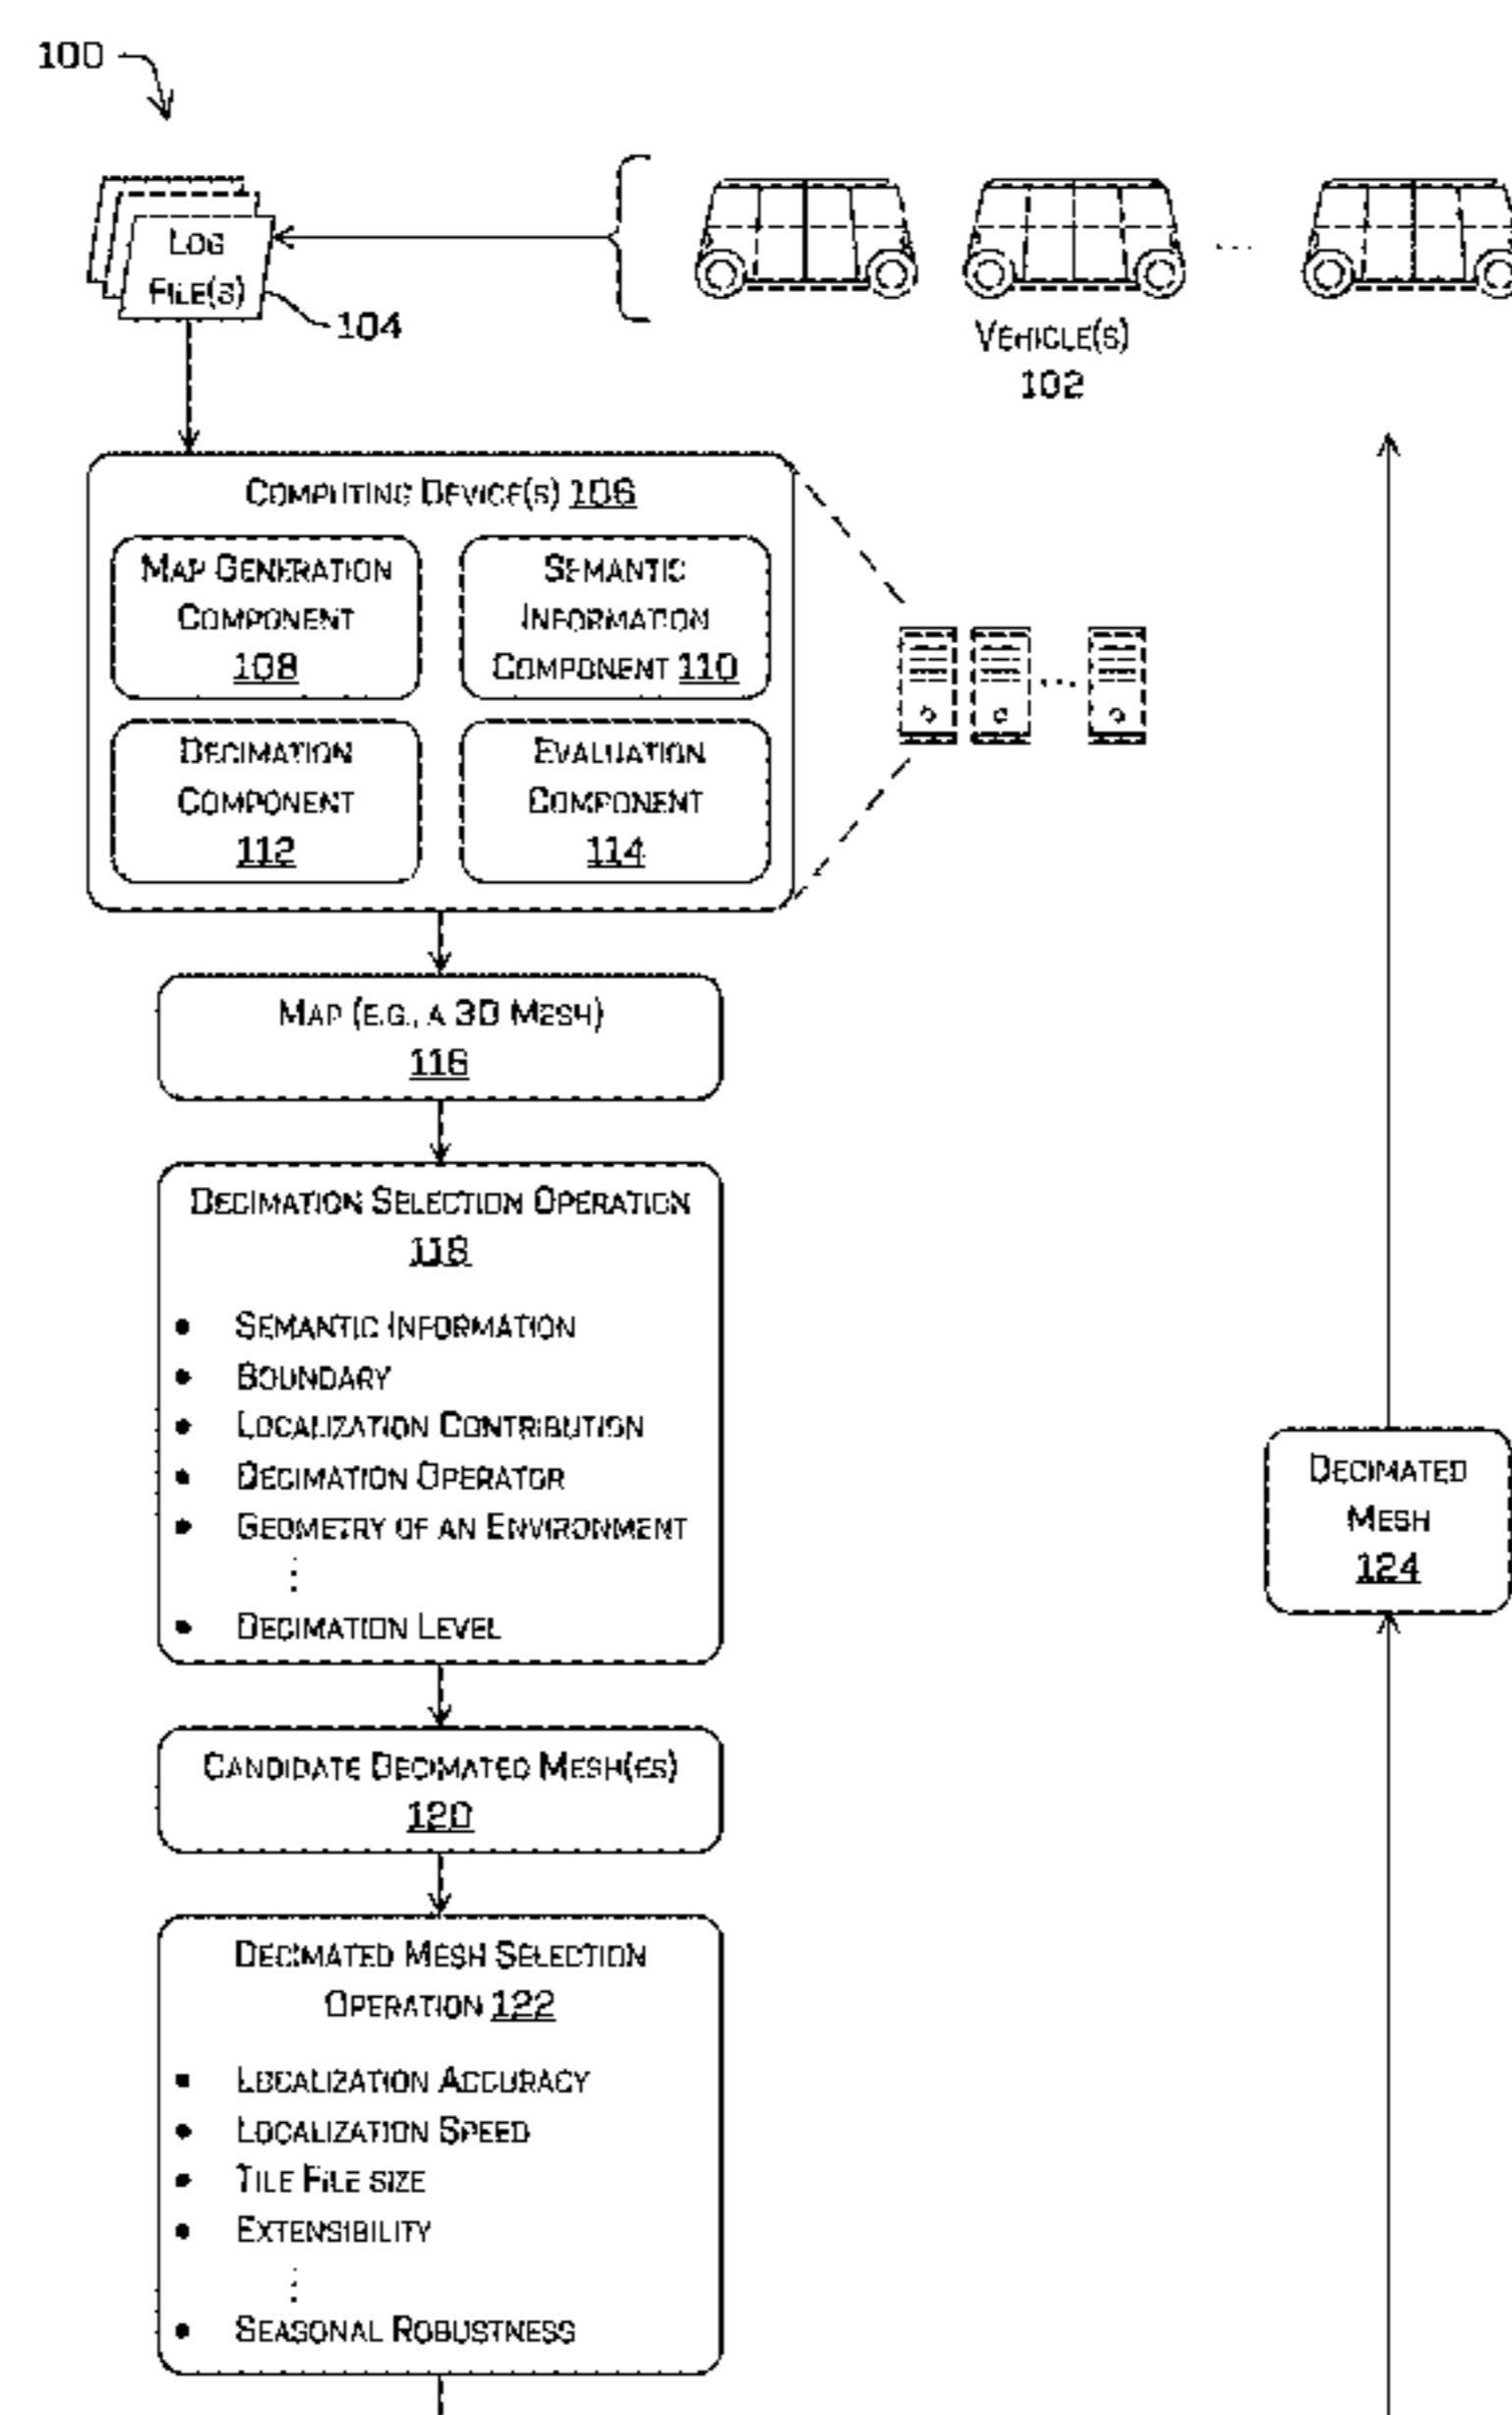 100
LOG
FILE(S)
104
VEHICLE(S)
102
COMPUTING DEVICE(S) 106
MAP GENERATION
COMPONENT
108
SEMANTIC
INFORMATION
COMPONENT 110
DECIMATION
COMPONENT
112
EVALUATION
COMPONENT
114
MAP (E.G., A 3D MESH)
116
DECIMATION SELECTION OPERATION
118
• SEMANTIC INFORMATION
• BOUNDARY
• LOCALIZATION CONTRIBUTION
• DECIMATION OPERATOR
• GEOMETRY OF AN ENVIRONMENT
• DECIMATION LEVEL
DECIMATED
MESH
124
CANDIDATE DECIMATED MESH(ES)
120
DECIMATED MESH SELECTION
OPERATION 122
• LOCALIZATION ACCURACY
• LOCALIZATION SPEED
• TILE FILE SIZE
• EXTENSIBILITY
• SEASONAL ROBUSTNESS